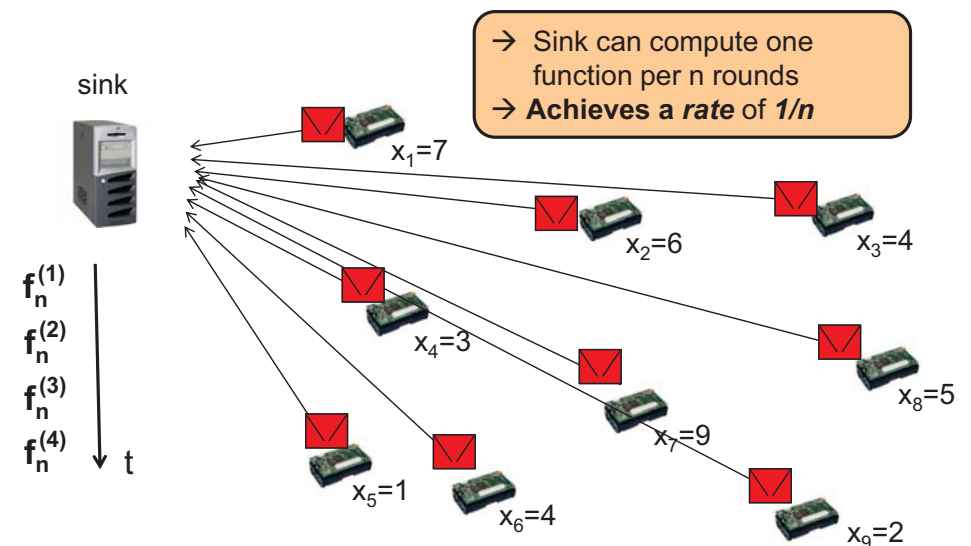 → Sink can compute one
function per n rounds
→ Achieves a rate of 1/n
sink
x₁=7
x₂=6
x₃=4
fₙ⁽¹⁾
fₙ⁽²⁾
x₄=3
fₙ⁽³⁾
x₈=5
fₙ⁽⁴⁾
x₇=9
t
x₅=1
x₆=4
x₉=2